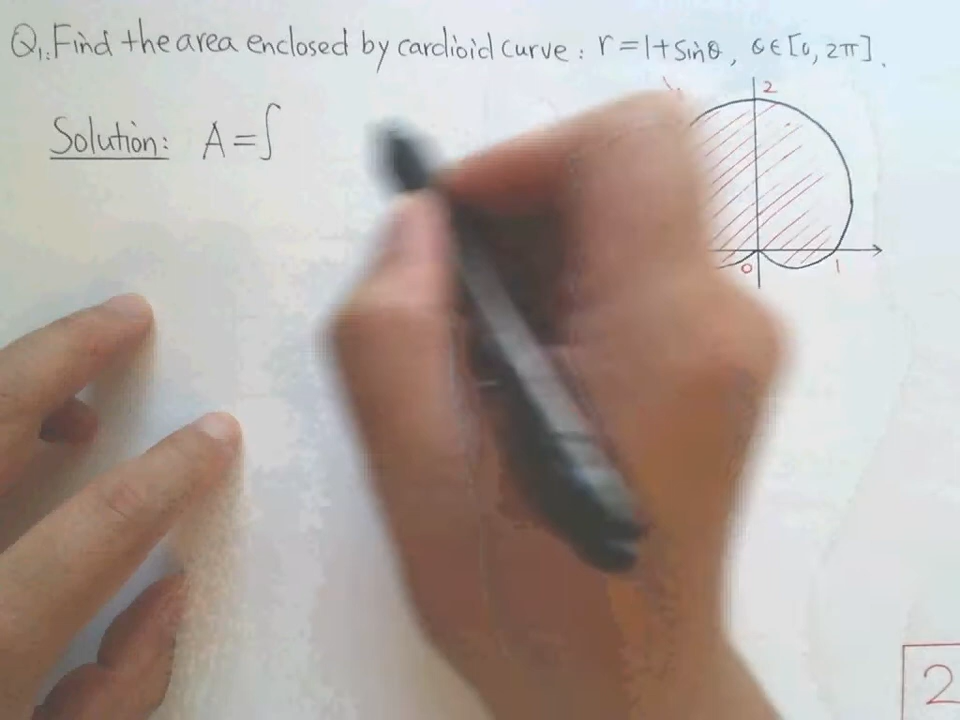 Q₁: Find the area enclosed by cardioid curve: r=1+sinθ, θ∈[0, 2π].
Solution: A=∫
2
0
1
2